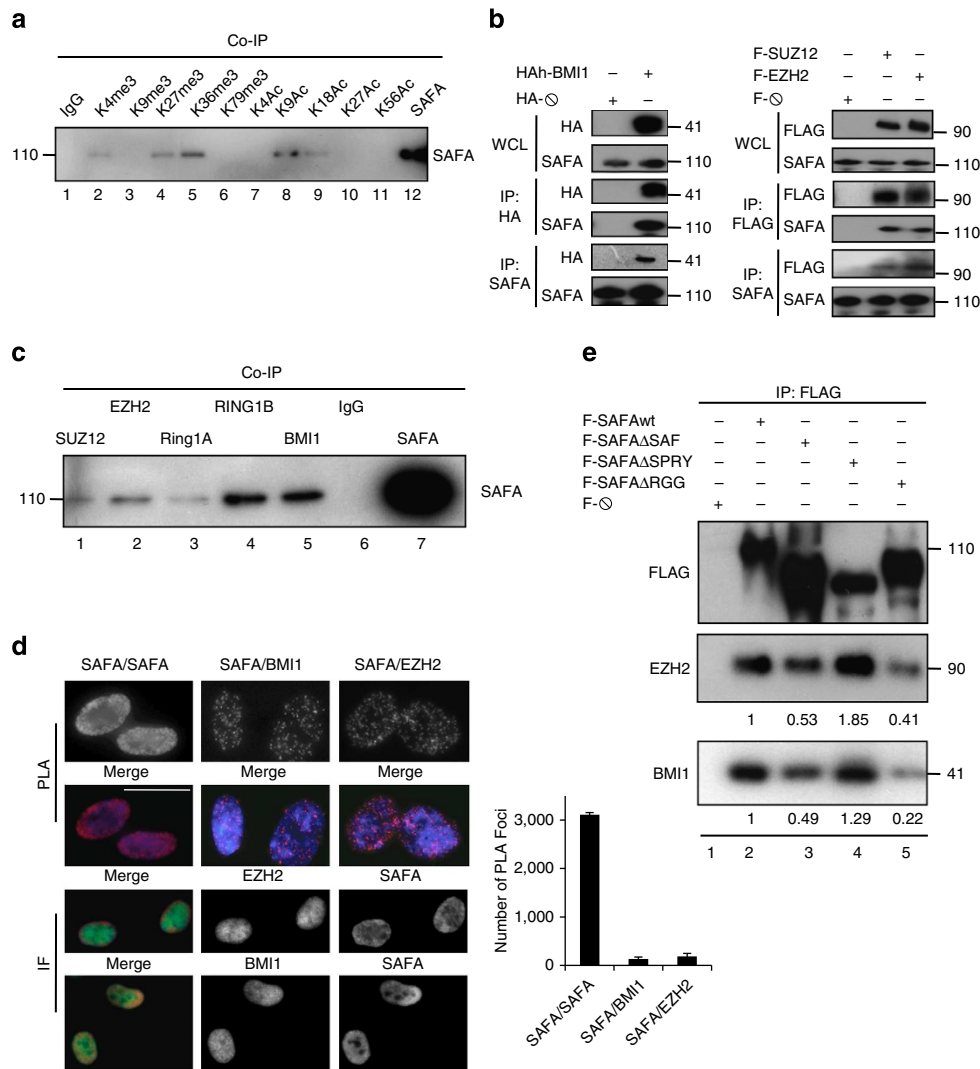 a
Co-IP
IgG K4me3 K9me3 K27me3 K36me3 K79me3 K4Ac K9Ac K18Ac K27Ac K56Ac SAFA
110 SAFA
1 2 3 4 5 6 7 8 9 10 11 12
b
HAh-BMI1 – +
HA-⦸ + –
WCL
HA 41
SAFA 110
IP: HA
HA 41
SAFA 110
IP: SAFA
HA 41
SAFA 110
F-SUZ12 – + –
F-EZH2 – – +
F-⦸ + – –
WCL
FLAG 90
SAFA 110
IP: FLAG
FLAG 90
SAFA 110
IP: SAFA
FLAG 90
SAFA 110
c
Co-IP
EZH2 RING1B IgG
SUZ12 Ring1A BMI1 SAFA
110 SAFA
1 2 3 4 5 6 7
d
SAFA/SAFA SAFA/BMI1 SAFA/EZH2
PLA
Merge Merge Merge
IF
Merge EZH2 SAFA
Merge BMI1 SAFA
Number of PLA Foci
3,000
2,000
1,000
0
SAFA/SAFA SAFA/BMI1 SAFA/EZH2
e
IP: FLAG
F-SAFAwt – + – – –
F-SAFAΔSAF – – + – –
F-SAFAΔSPRY – – – + –
F-SAFAΔRGG – – – – +
F-⦸ + – – – –
FLAG 110
EZH2 90
1 0.53 1.85 0.41
BMI1 41
1 0.49 1.29 0.22
1 2 3 4 5